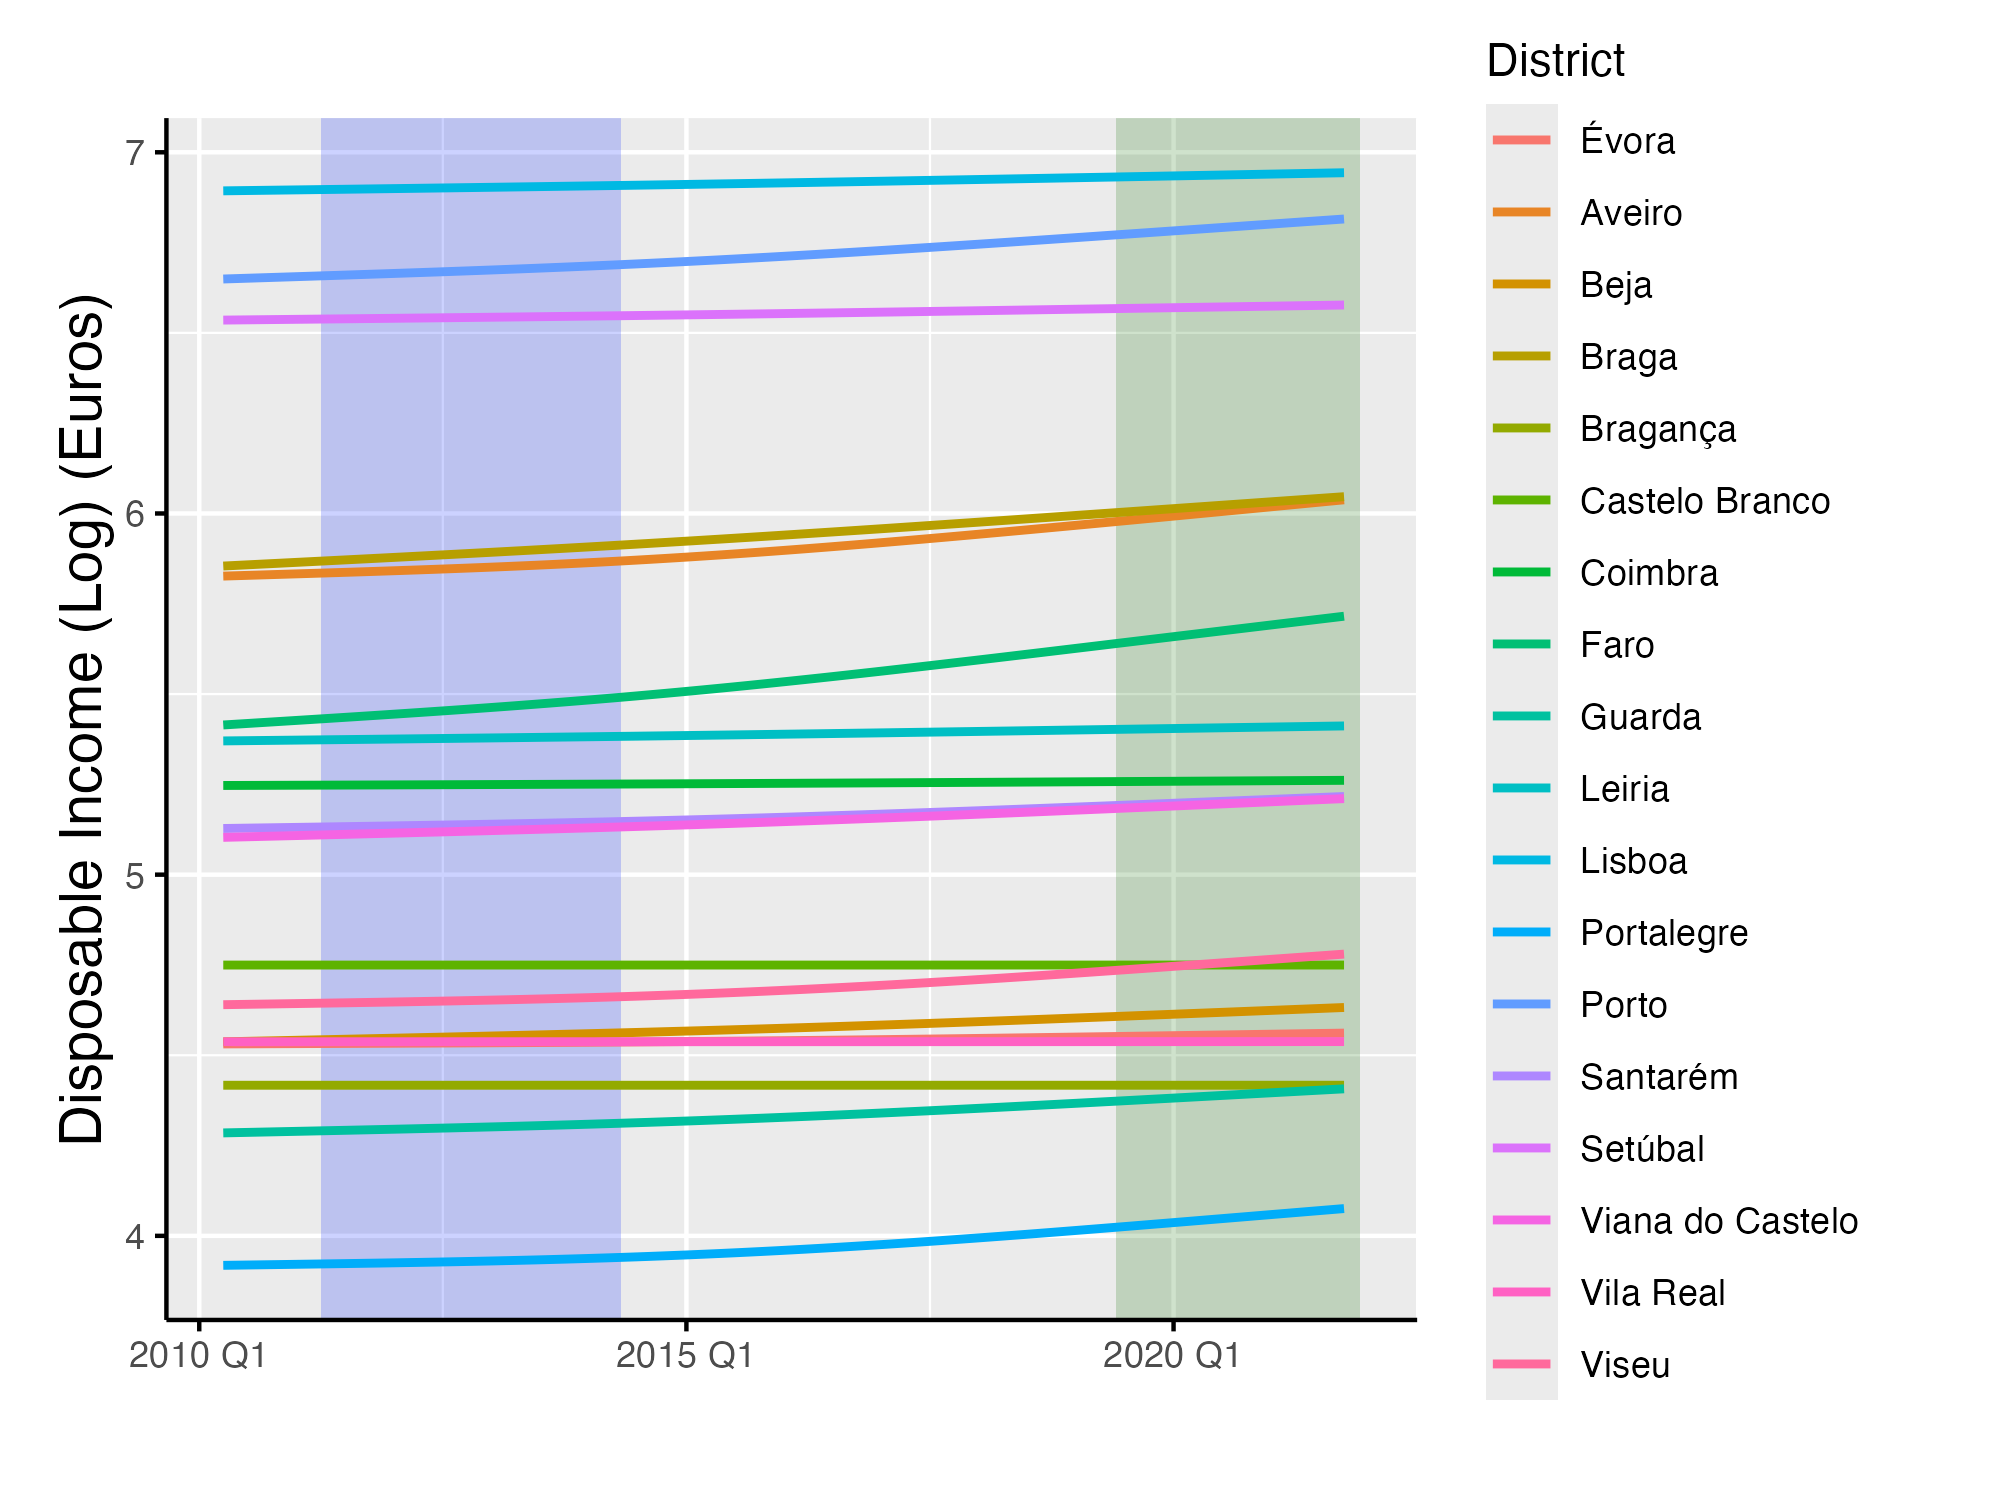 District
Évora
Aveiro
Beja
Braga
Bragança
Castelo Branco
Coimbra
Faro
Guarda
Leiria
Lisboa
Portalegre
Porto
Santarém
Setúbal
Viana do Castelo
Vila Real
Viseu
Disposable Income (Log) (Euros)
7
6
5
4
2010 Q1
2015 Q1
2020 Q1